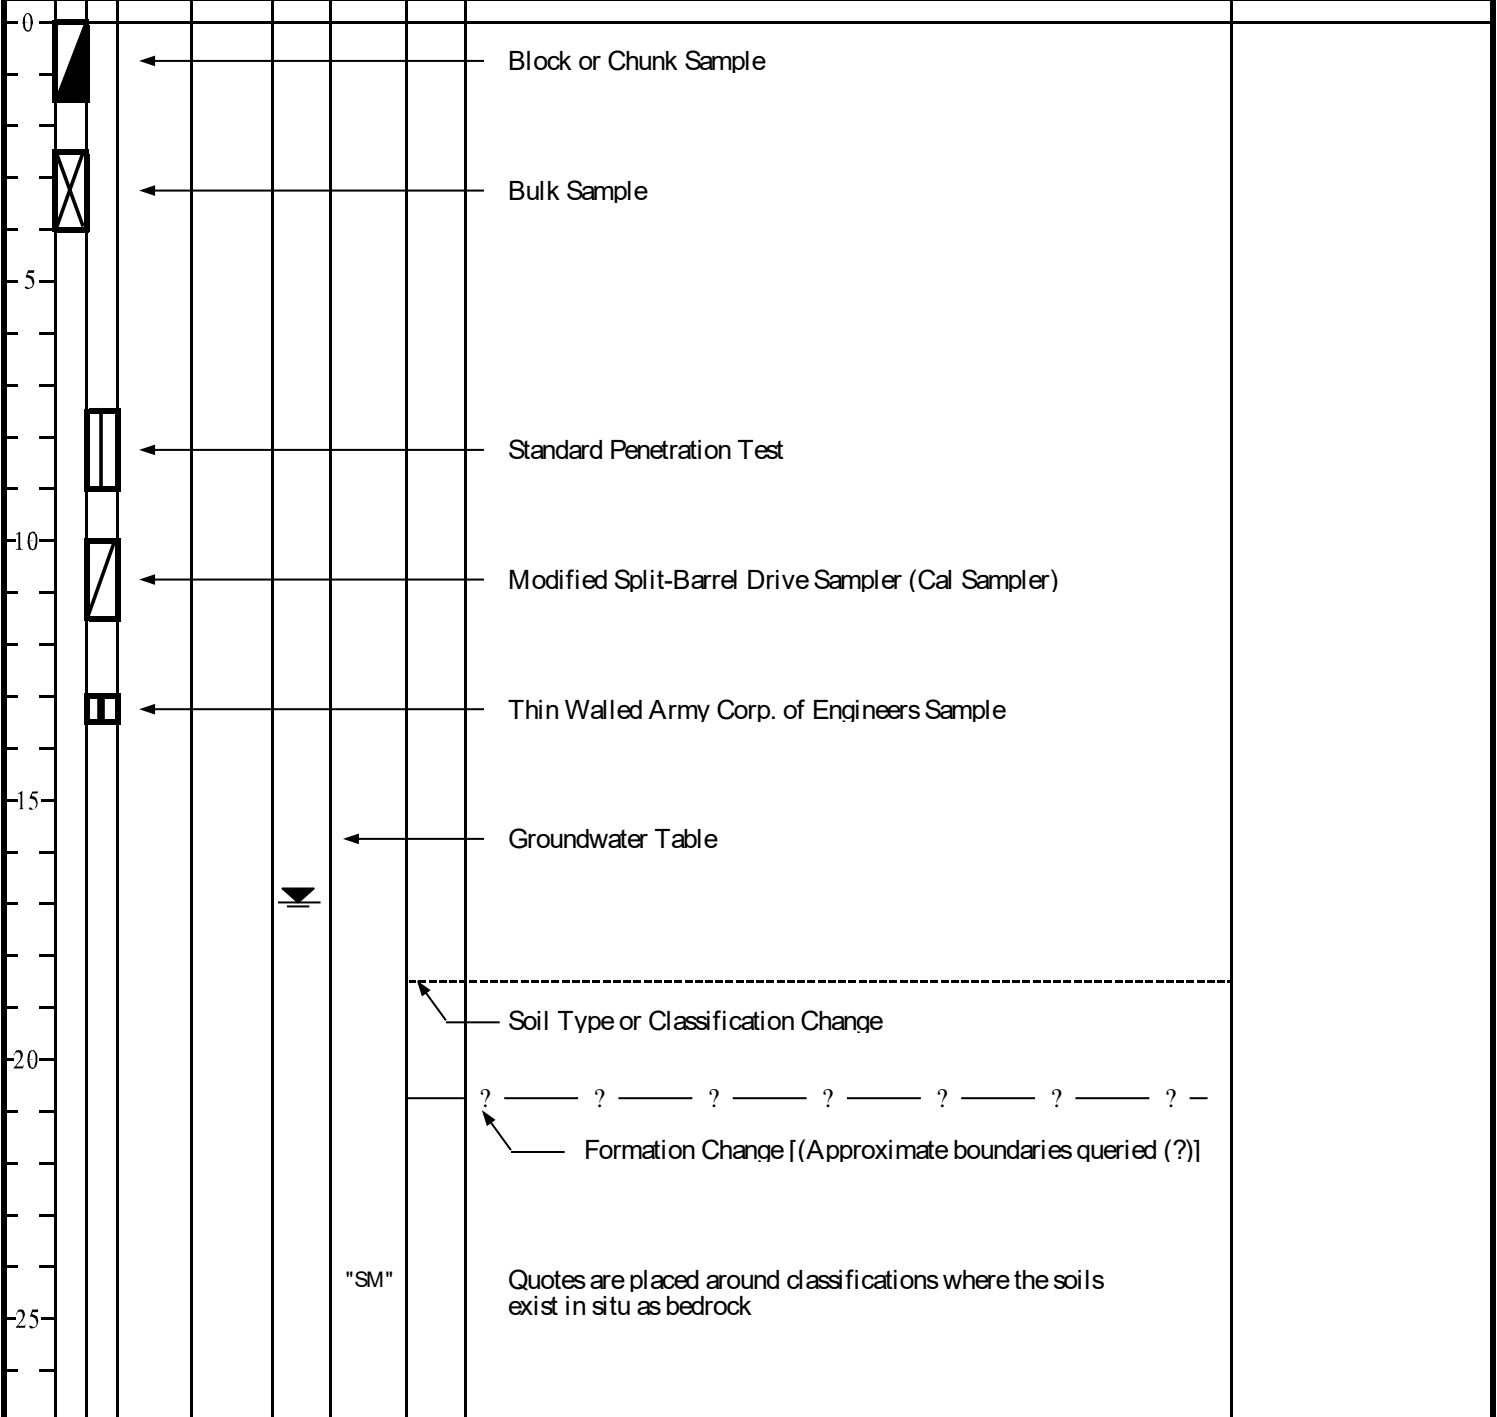 0
Block or Chunk Sample
Bulk Sample
5
Standard Penetration Test
10
Modified Split-Barrel Drive Sampler (Cal Sampler)
Thin Walled Army Corp. of Engineers Sample
15
Groundwater Table
Soil Type or Classification Change
20
? ? ? ? ? ? ?
Formation Change [(Approximate boundaries queried (?)]
"SM" Quotes are placed around classifications where the soils
exist in situ as bedrock
25